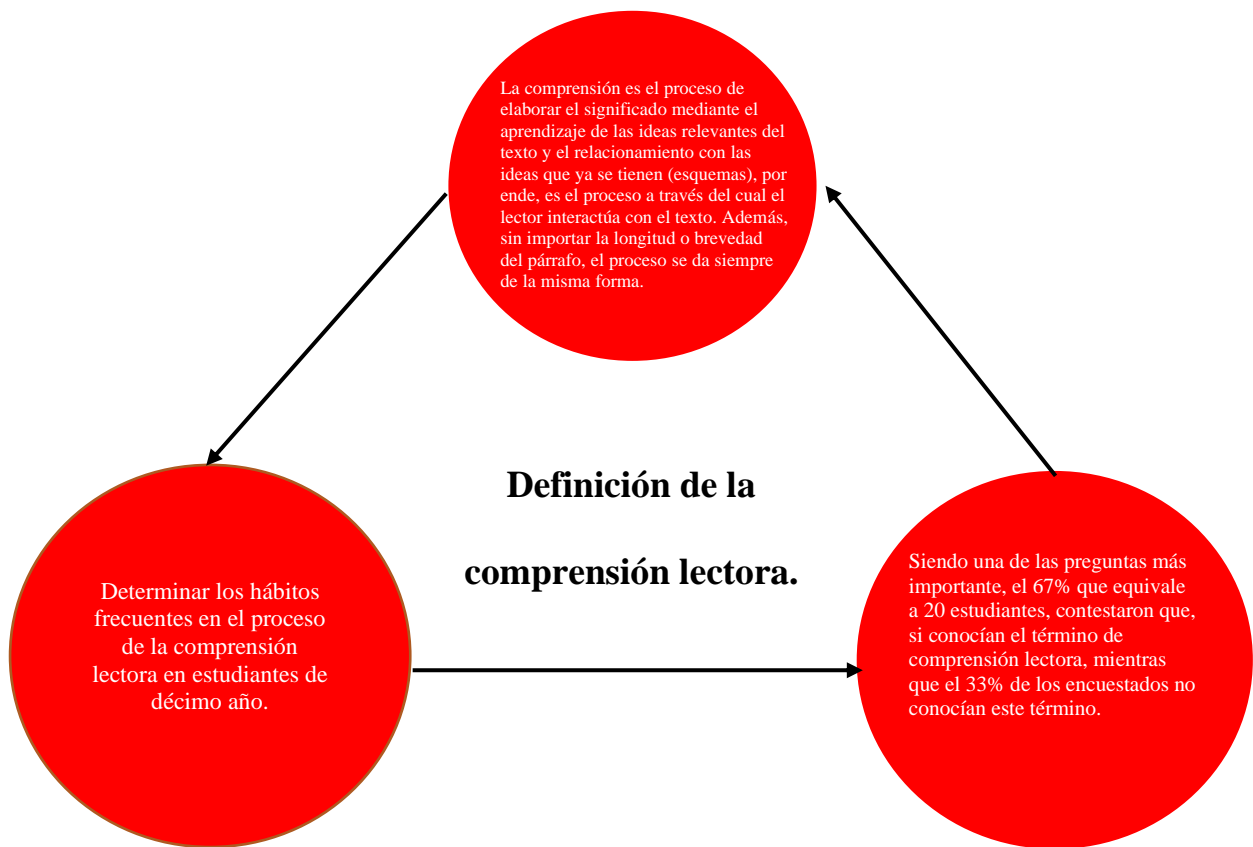 La comprensión es el proceso de
elaborar el significado mediante el
aprendizaje de las ideas relevantes del
texto y el relacionamiento con las
ideas que ya se tienen (esquemas), por
ende, es el proceso a través del cual el
lector interactúa con el texto. Además,
sin importar la longitud o brevedad
del párrafo, el proceso se da siempre
de la misma forma.
Definición de la
comprensión lectora.
Determinar los hábitos
frecuentes en el proceso
de la comprensión
lectora en estudiantes de
décimo año.
Siendo una de las preguntas más
importante, el 67% que equivale
a 20 estudiantes, contestaron que,
si conocían el término de
comprensión lectora, mientras
que el 33% de los encuestados no
conocían este término.